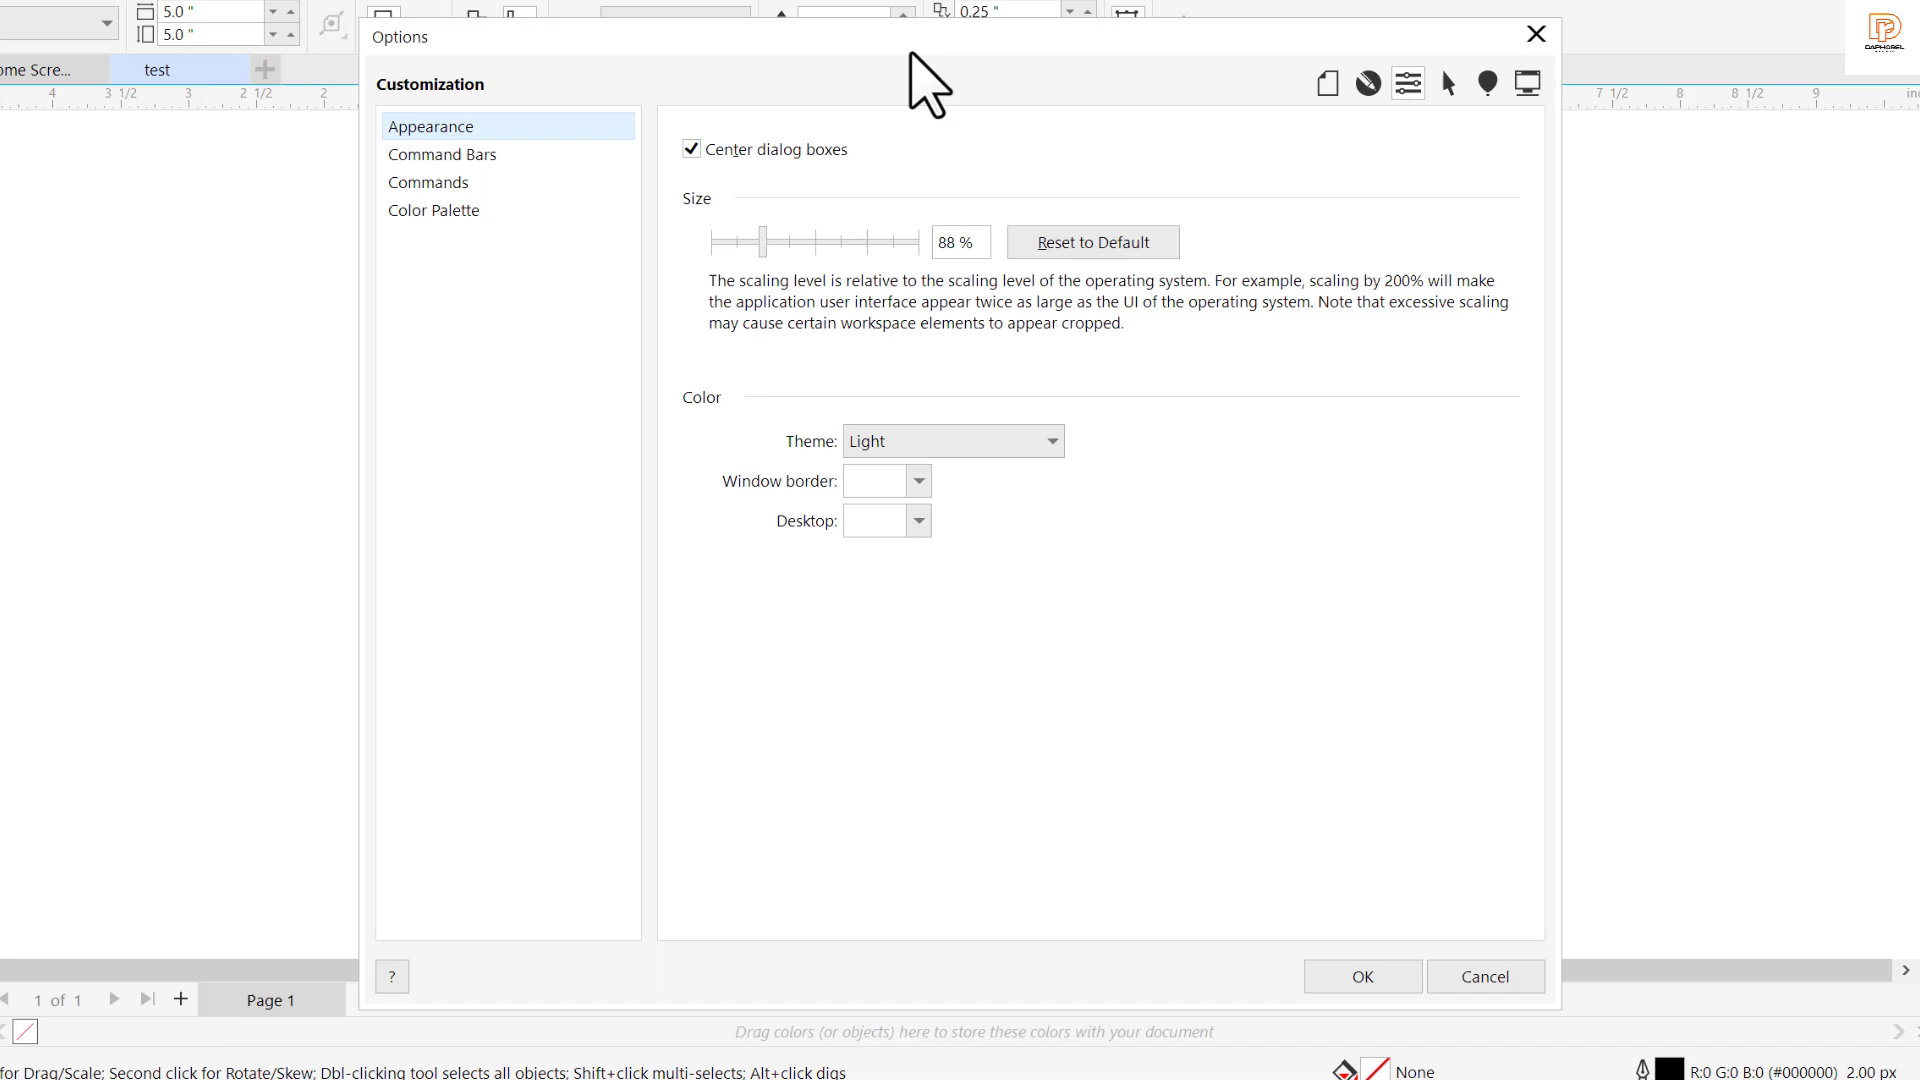 5.0 "
0.25 "
5.0 "
Options
DAPHOREL
ome Scre...
test
Customization
4 3 1/2 3 2 1/2 2
7 1/2 8 8 1/2 9 inc
Appearance
Command Bars
Commands
Color Palette
Center dialog boxes
Size
88 %
Reset to Default
The scaling level is relative to the scaling level of the operating system. For example, scaling by 200% will make
the application user interface appear twice as large as the UI of the operating system. Note that excessive scaling
may cause certain workspace elements to appear cropped.
Color
Theme: Light
Window border:
Desktop:
?
OK
Cancel
1 of 1
Page 1
Drag colors (or objects) here to store these colors with your document
for Drag/Scale; Second click for Rotate/Skew; Dbl-clicking tool selects all objects; Shift+click multi-selects; Alt+click digs
None
R:0 G:0 B:0 (#000000) 2.00 px